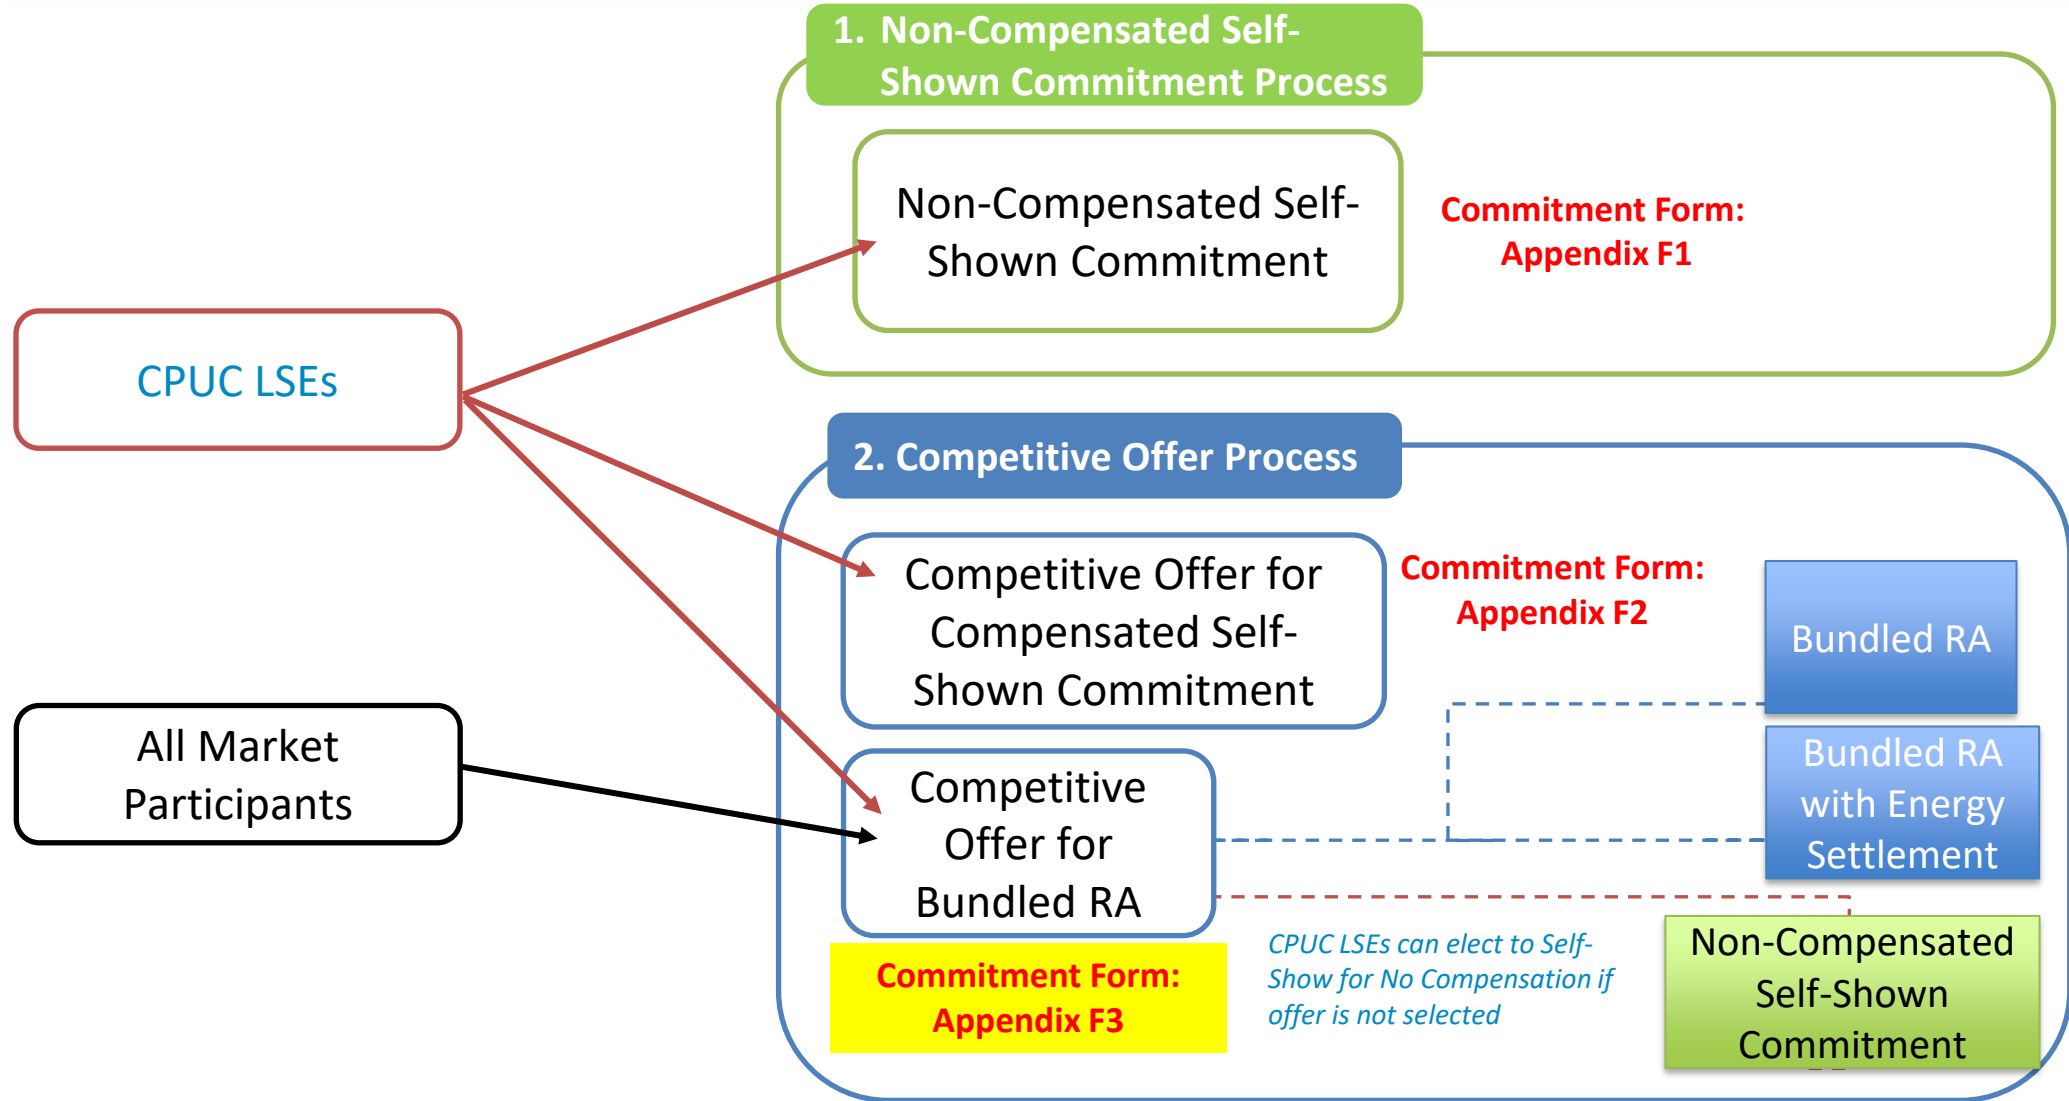 1. Non-Compensated Self-
Shown Commitment Process
Non-Compensated Self-
Shown Commitment
Commitment Form:
Appendix F1
CPUC LSEs
2. Competitive Offer Process
Competitive Offer for
Compensated Self-
Shown Commitment
Commitment Form:
Appendix F2
Bundled RA
All Market
Participants
Competitive
Offer for
Bundled RA
Bundled RA
with Energy
Settlement
Commitment Form:
Appendix F3
CPUC LSEs can elect to Self-
Show for No Compensation if
offer is not selected
Non-Compensated
Self-Shown
Commitment